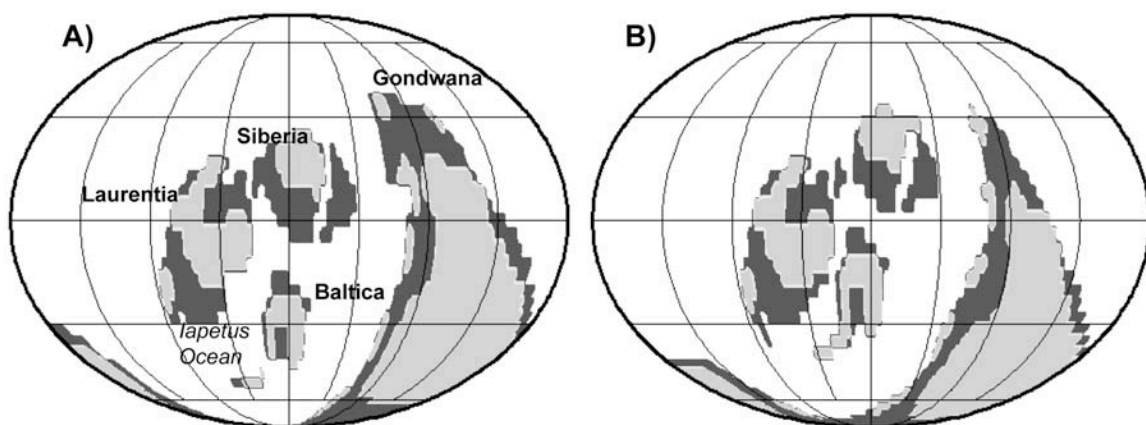 A)
B)
Gondwana
Siberia
Laurentia
Baltica
Iapetus
Ocean